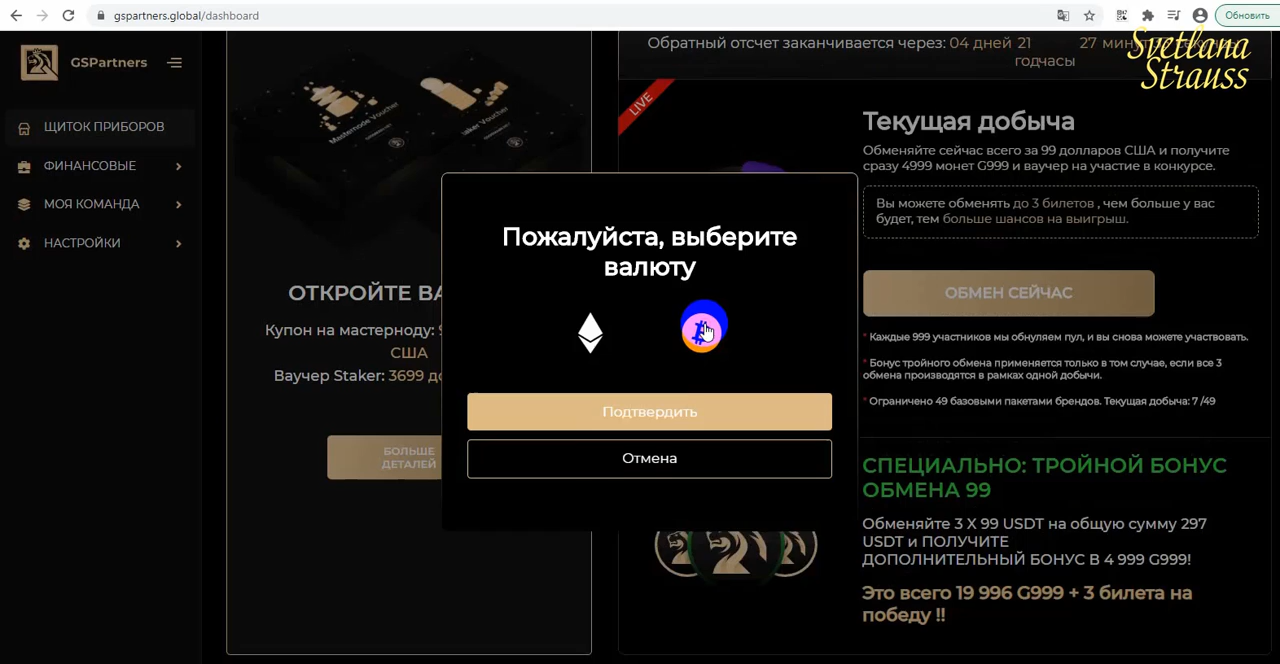 gspartners.global/dashboard
Обновить
GSPartners
ЩИТОК ПРИБОРОВ
ФИНАНСОВЫЕ
МОЯ КОМАНДА
НАСТРОЙКИ
Masternode Voucher
Staker Voucher
ОТКРОЙТЕ ВА
Купон на мастерноду: 9
США
Ваучер Staker: 3699 до
БОЛЬШЕ
ДЕТАЛЕЙ
Пожалуйста, выберите
валюту
Подтвердить
Отмена
Обратный отсчет заканчивается через: 04 дней 21 27
годчасы
Svetlana
Strauss
LIVE
Текущая добыча
Обменяйте сейчас всего за 99 долларов США и получите
сразу 4999 монет G999 и ваучер на участие в конкурсе.
Вы можете обменять до 3 билетов , чем больше у вас
будет, тем больше шансов на выигрыш.
ОБМЕН СЕЙЧАС
* Каждые 999 участников мы обнуляем пул, и вы снова можете участвовать.
* Бонус тройного обмена применяется только в том случае, если все 3
обмена производятся в рамках одной добычи.
* Ограничено 49 базовыми пакетами брендов. Текущая добыча: 7 /49
СПЕЦИАЛЬНО: ТРОЙНОЙ БОНУС
ОБМЕНА 99
Обменяйте 3 X 99 USDT на общую сумму 297
USDT и ПОЛУЧИТЕ
ДОПОЛНИТЕЛЬНЫЙ БОНУС В 4 999 G999!
Это всего 19 996 G999 + 3 билета на
победу !!